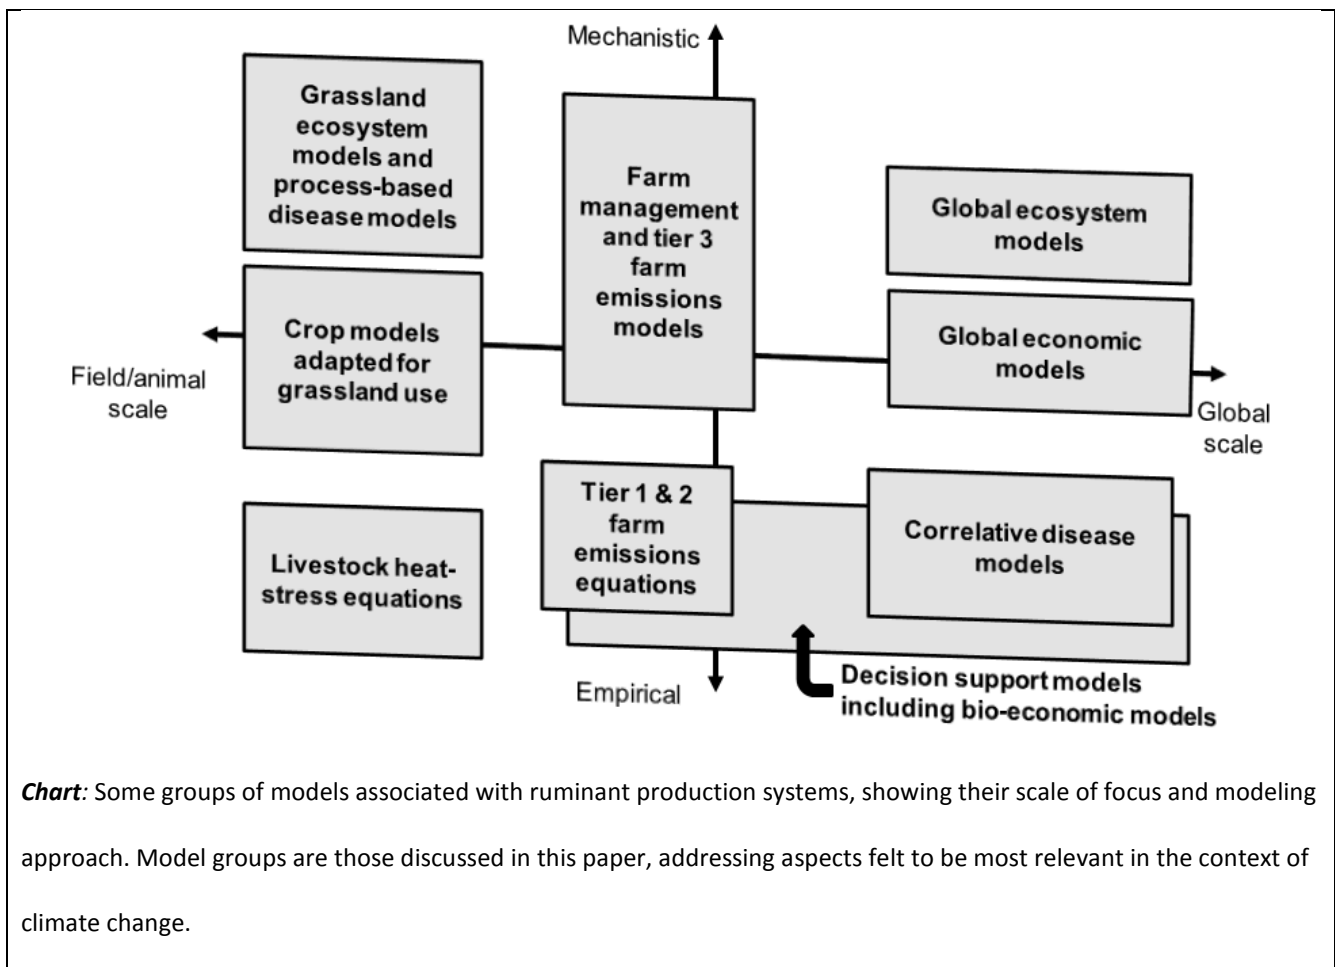 Mechanistic
Grassland
ecosystem
models and
process-based
disease models
Farm
management
and tier 3
farm
emissions
models
Global ecosystem
models
Crop models
adapted for
grassland use
Global economic
models
Field/animal
scale
Global
scale
Tier 1 & 2
farm
emissions
equations
Correlative disease
models
Livestock heat-
stress equations
Empirical
Decision support models
including bio-economic models
Chart: Some groups of models associated with ruminant production systems, showing their scale of focus and modeling
approach. Model groups are those discussed in this paper, addressing aspects felt to be most relevant in the context of
climate change.